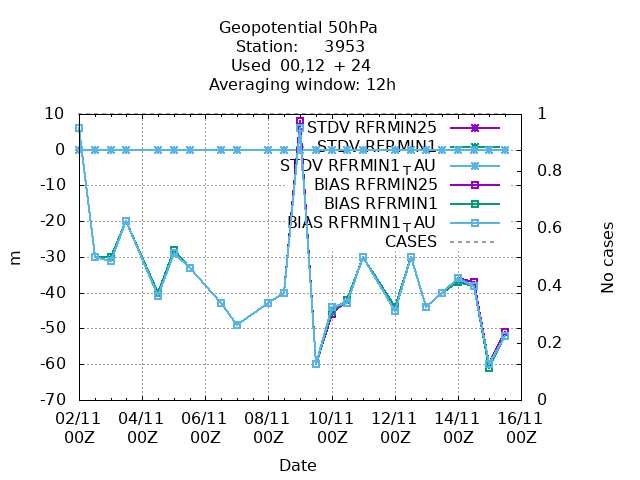 Geopotential 50hPa
Station: 3953
Used 00,12 + 24
Averaging window: 12h
10 1
STDV RFRMIN25
STDV RFRMIN1
0
STDV RFRMIN1┬AU
0.8
-10 BIAS RFRMIN25
BIAS RFRMIN1
-20 BIAS RFRMIN1┬AU 0.6
CASES
m
-30
No cases
0.4
-40
-50
0.2
-60
-70 0
02/11 04/11 06/11 08/11 10/11 12/11 14/11 16/11
00Z 00Z 00Z 00Z 00Z 00Z 00Z 00Z
Date